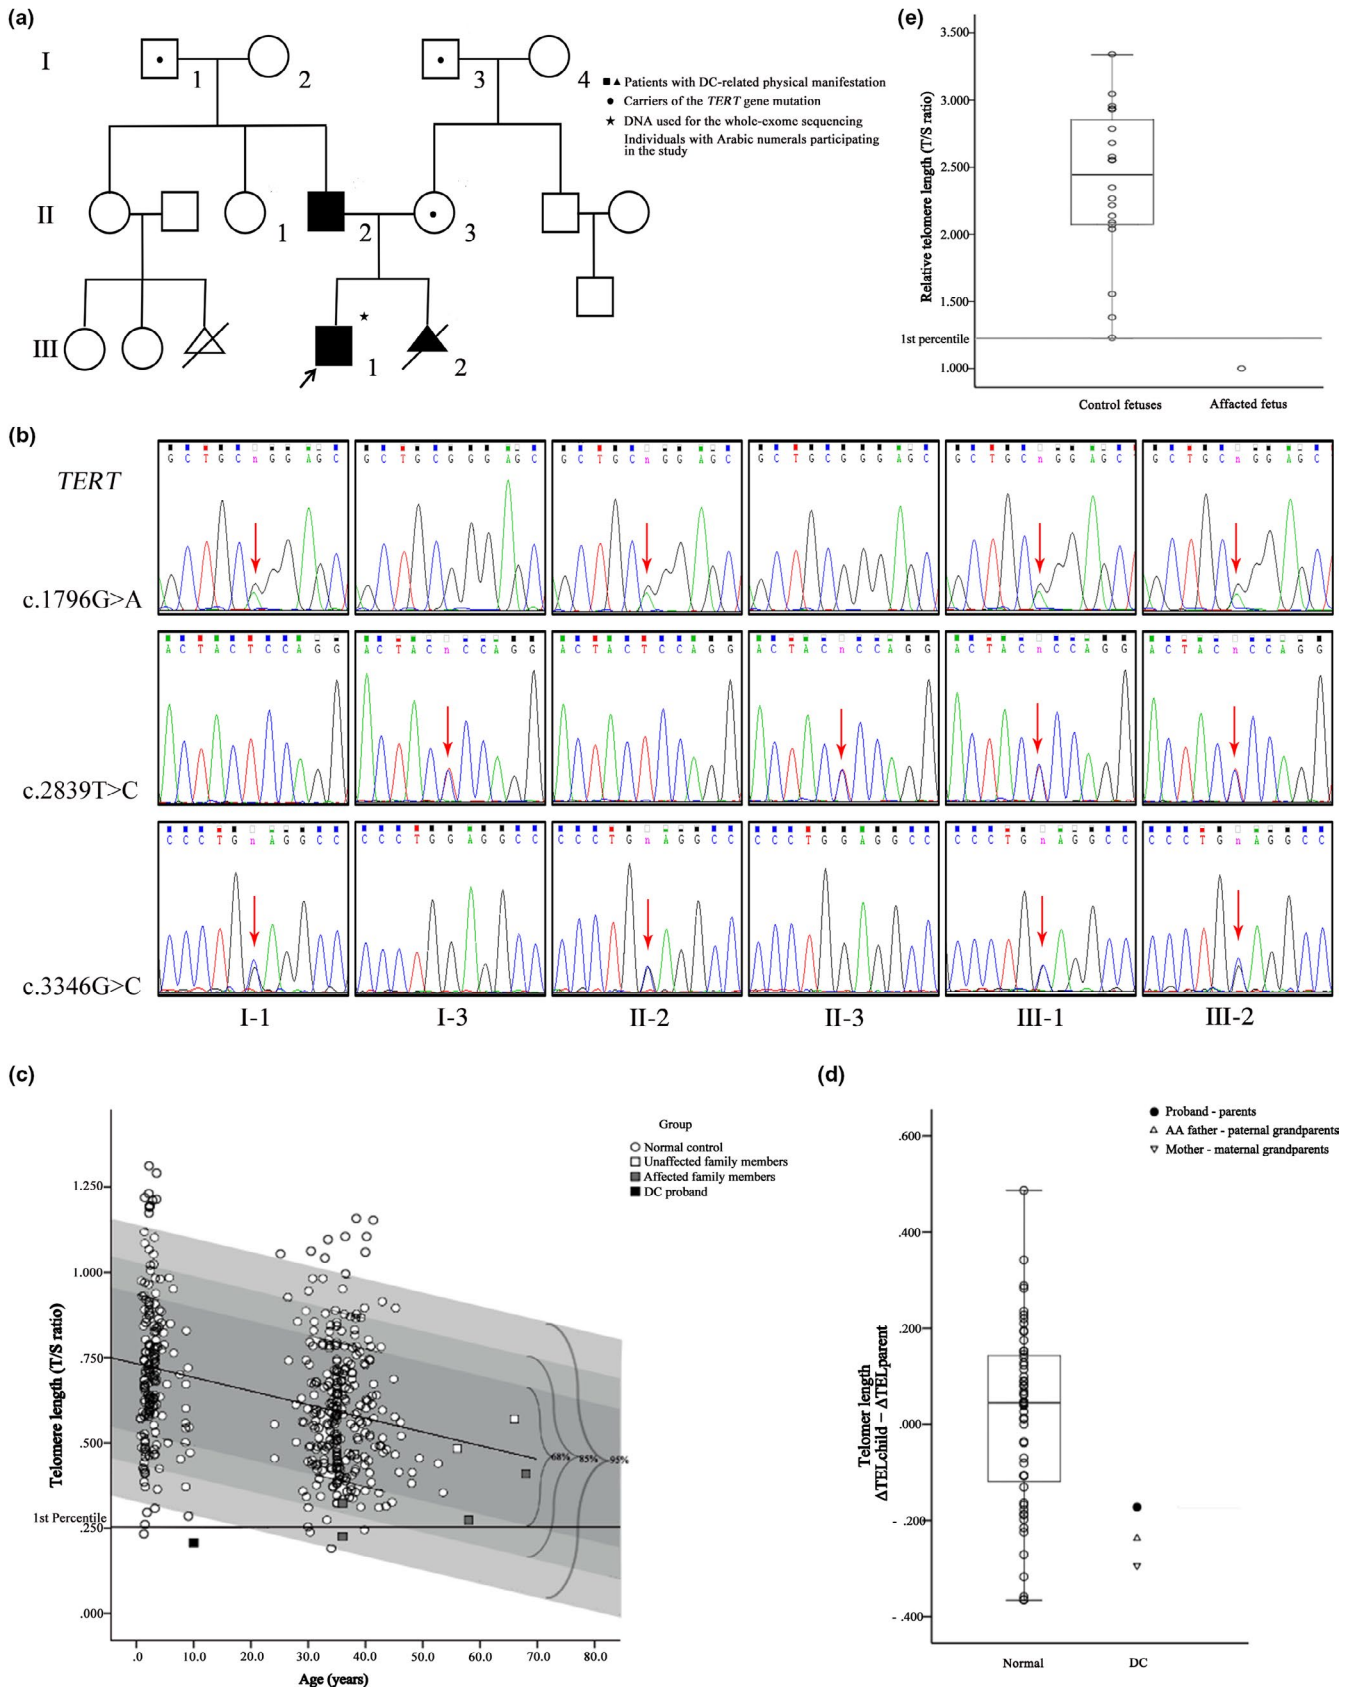 (a)
I
1
2
3
4
■▲ Patients with DC-related physical manifestation
● Carriers of the TERT gene mutation
★ DNA used for the whole-exome sequencing
Individuals with Arabic numerals participating
in the study
II
1
2
3
III
★
1
2
(e)
Relative telomere length (T/S ratio)
3.500
3.000
2.500
2.000
1.500
1st percentile
1.000
Control fetuses
Affacted fetus
(b)
TERT
G C T G C n G G A G C
G C T G C G G G A G C
G C T G C n G G A G C
G C T G C G G G A G C
G C T G C n G G A G C
G C T G C n G G A G C
c.1796G>A
A C T A C T C C A G G
A C T A C n C C A G G
A C T A C T C C A G G
A C T A C n C C A G G
A C T A C n C C A G G
A C T A C n C C A G G
c.2839T>C
C C C T G n A G G C C
C C C T G G A G G C C
C C C T G n A G G C C
C C C T G G A G G C C
C C C T G n A G G C C
C C C T G n A G G C C
c.3346G>C
I-1
I-3
II-2
II-3
III-1
III-2
(c)
Telomere length (T/S ratio)
1.250
1.000
.750
.500
1st Percentile
.250
.000
.0
10.0
20.0
30.0
40.0
50.0
60.0
70.0
80.0
Age (years)
Group
Normal control
Unaffected family members
Affected family members
DC proband
68%
85%
95%
(d)
Telomer length
ΔTELchild – ΔTELparent
.600
.400
.200
.000
- .200
- .400
Normal
DC
Proband - parents
AA father - paternal grandparents
Mother - maternal grandparents